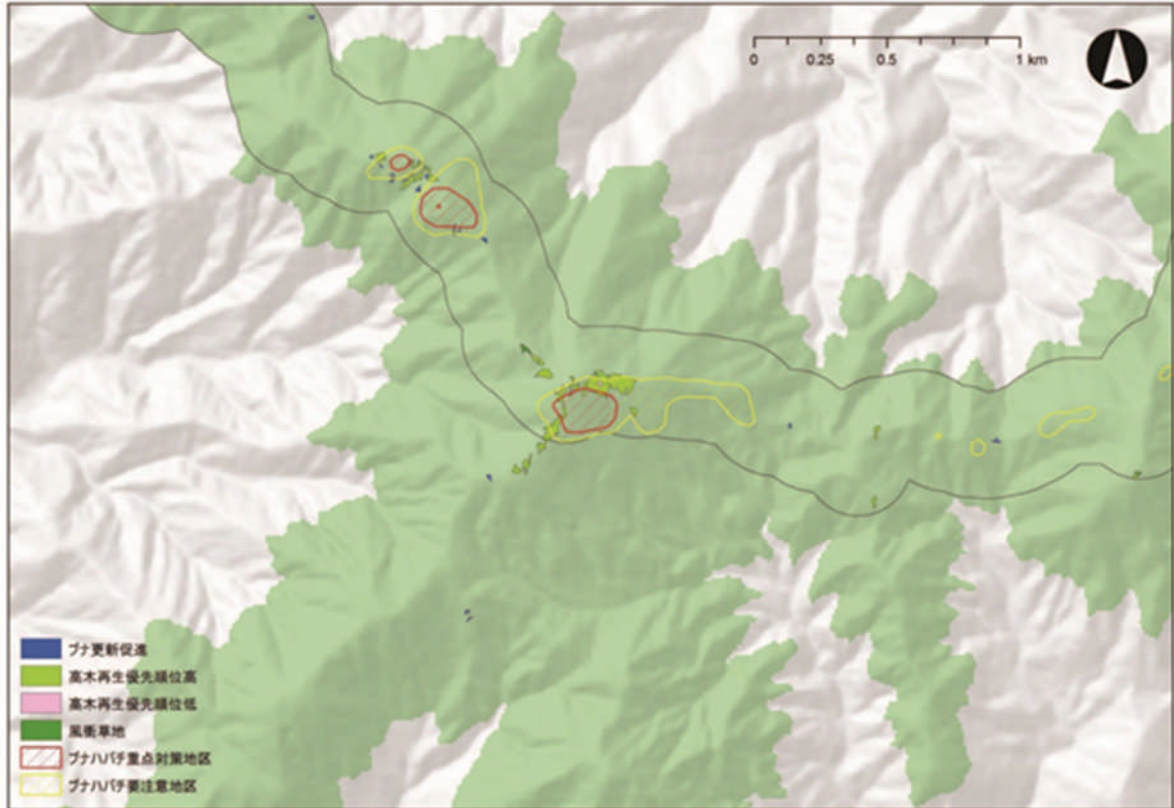 0 0.25 0.5 1 km
ブナ更新促進
高木再生優先順位高
高木再生優先順位低
風衝草地
ブナハバチ重点対策地区
ブナハバチ要注意地区